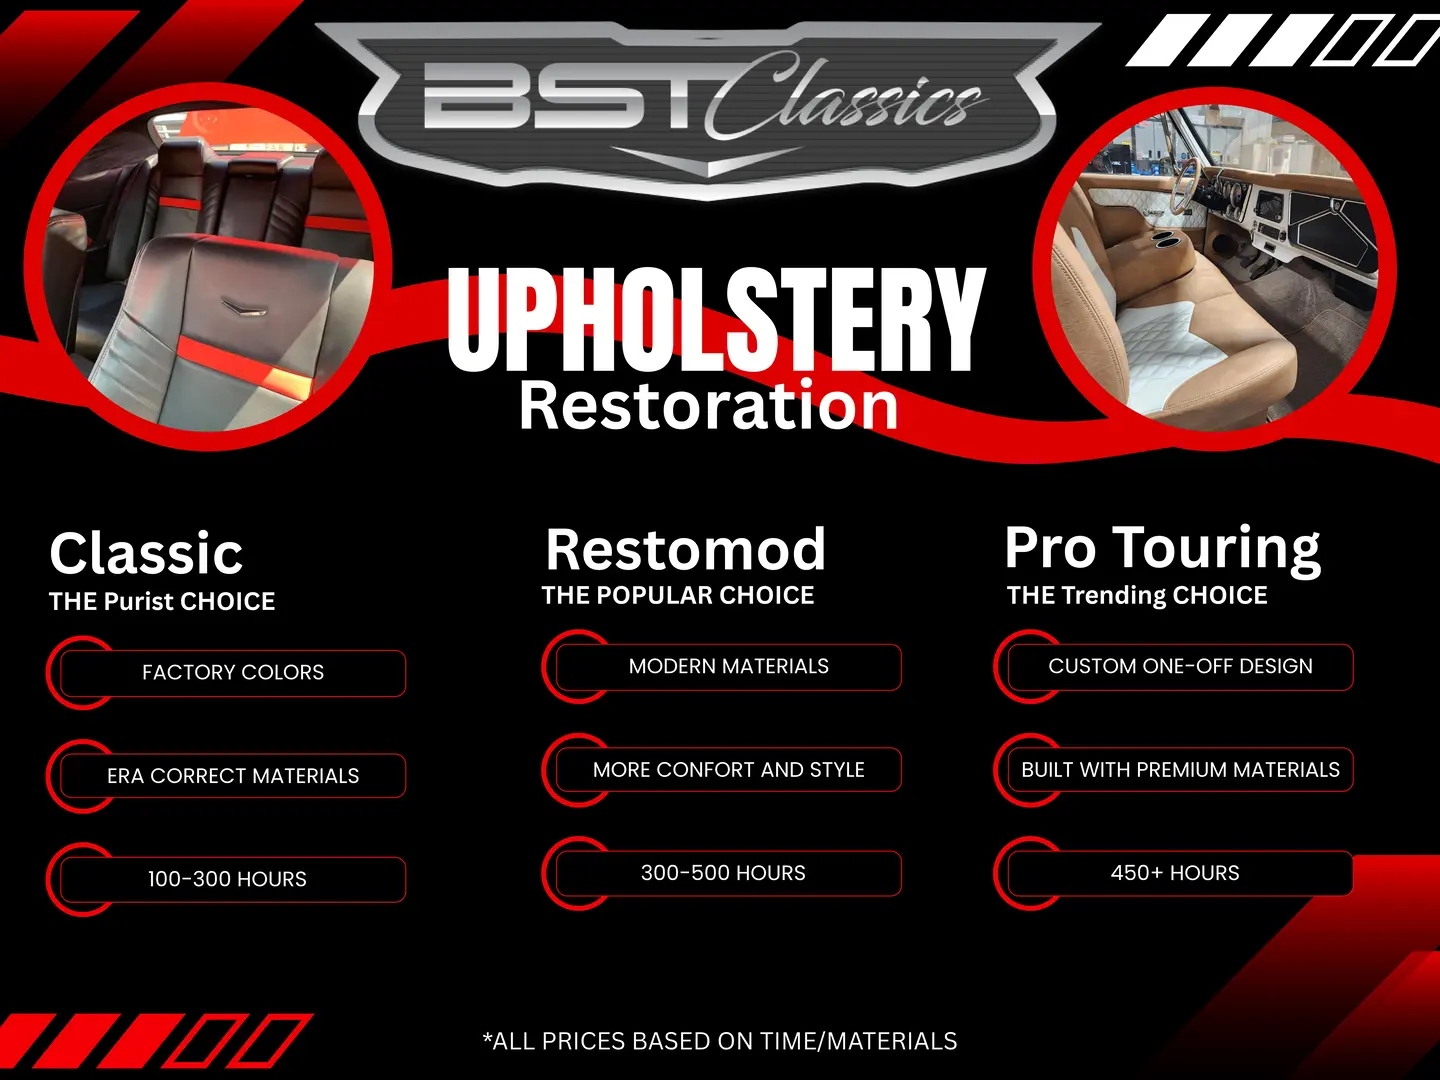 BST Classics
UPHOLSTERY
Restoration
Classic
THE Purist CHOICE
FACTORY COLORS
ERA CORRECT MATERIALS
100-300 HOURS
Restomod
THE POPULAR CHOICE
MODERN MATERIALS
MORE CONFORT AND STYLE
300-500 HOURS
Pro Touring
THE Trending CHOICE
CUSTOM ONE-OFF DESIGN
BUILT WITH PREMIUM MATERIALS
450+ HOURS
*ALL PRICES BASED ON TIME/MATERIALS